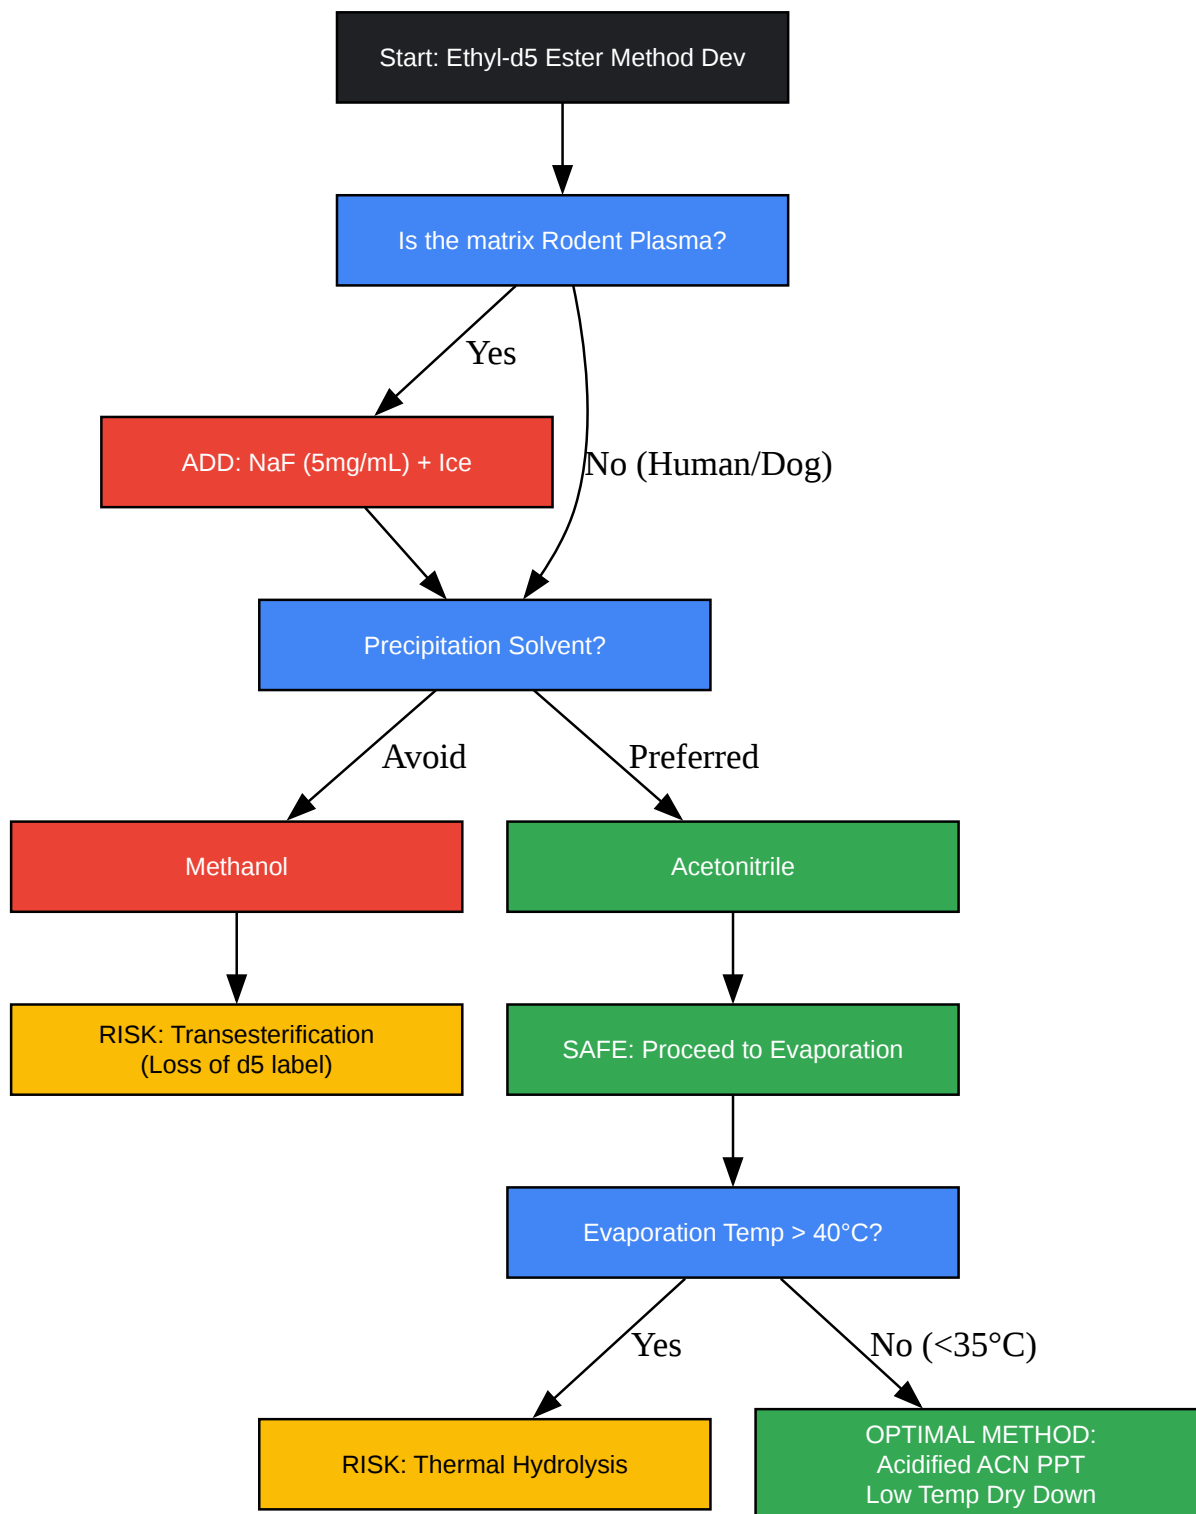 Start: Ethyl-d5 Ester Method Dev
Is the matrix Rodent Plasma?
Yes
ADD: NaF (5mg/mL) + Ice
No (Human/Dog)
Precipitation Solvent?
Avoid
Preferred
Methanol
Acetonitrile
RISK: Transesterification
(Loss of d5 label)
SAFE: Proceed to Evaporation
Evaporation Temp > 40°C?
Yes
No (<35°C)
RISK: Thermal Hydrolysis
OPTIMAL METHOD:
Acidified ACN PPT
Low Temp Dry Down